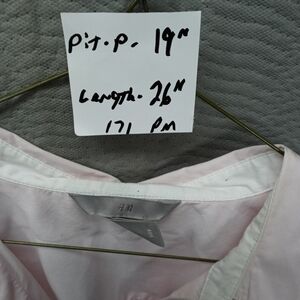 Pit. P. 19"
Length. 26"
171 PM
H&M